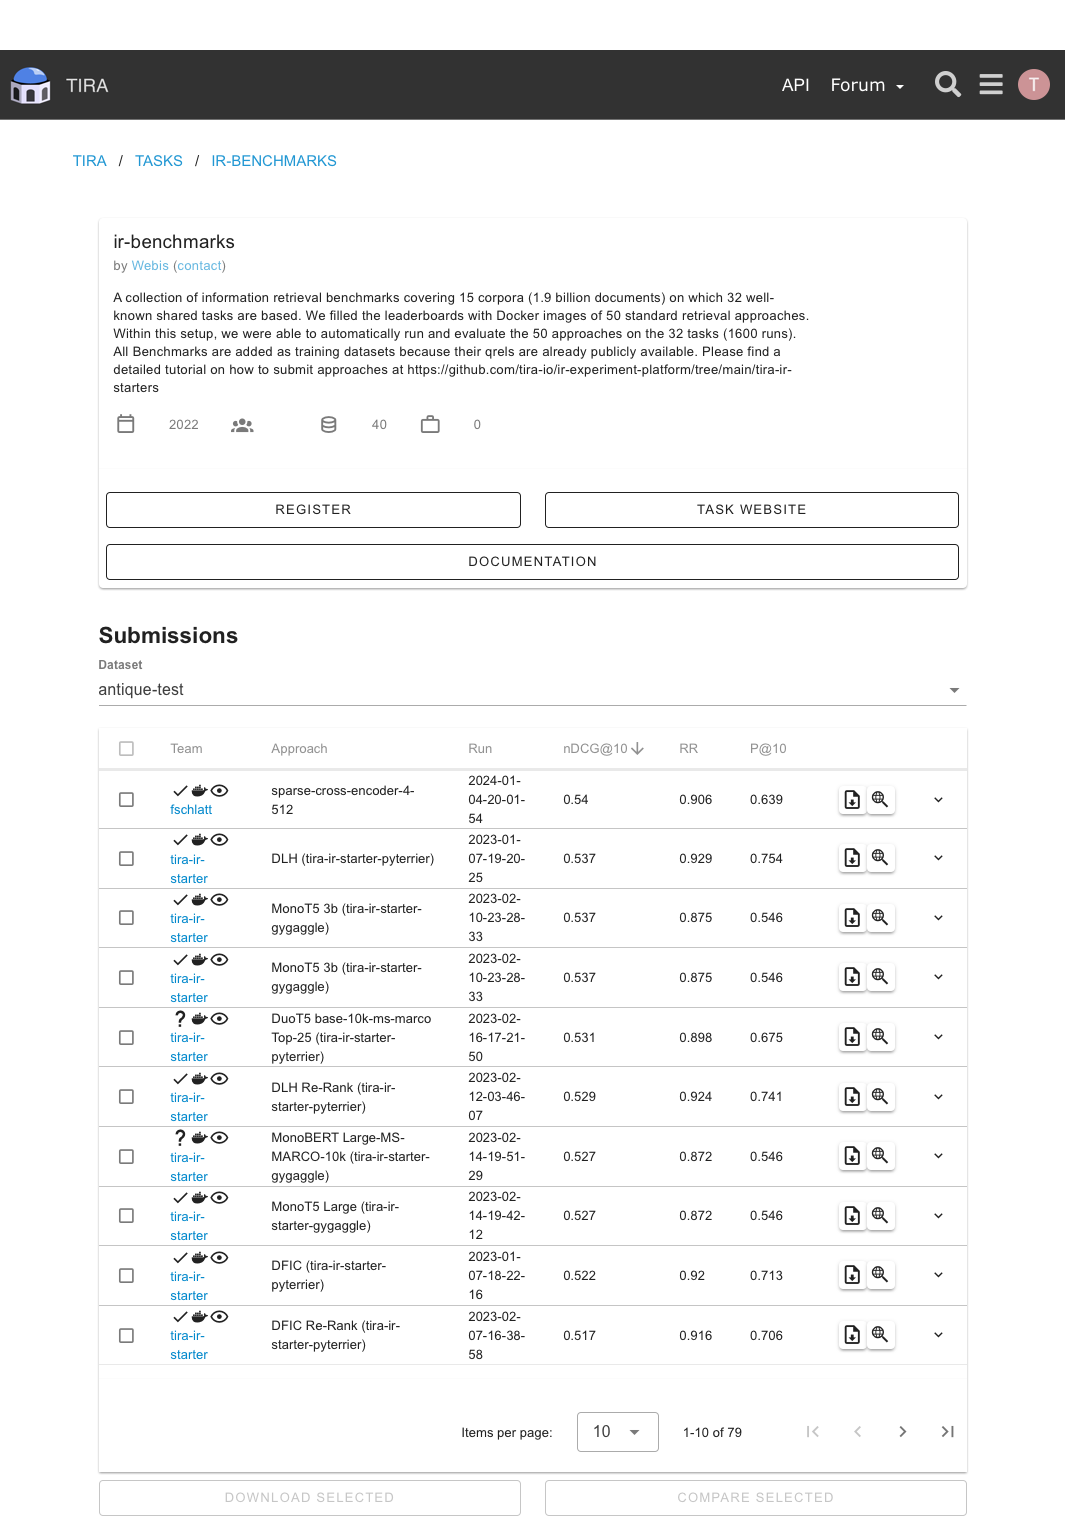 TIRA
API Forum
T
TIRA / TASKS / IR-BENCHMARKS
ir-benchmarks
by Webis (contact)
A collection of information retrieval benchmarks covering 15 corpora (1.9 billion documents) on which 32 well-
known shared tasks are based. We filled the leaderboards with Docker images of 50 standard retrieval approaches.
Within this setup, we were able to automatically run and evaluate the 50 approaches on the 32 tasks (1600 runs).
All Benchmarks are added as training datasets because their qrels are already publicly available. Please find a
detailed tutorial on how to submit approaches at https://github.com/tira-io/ir-experiment-platform/tree/main/tira-ir-
starters
2022 40 0
REGISTER
TASK WEBSITE
DOCUMENTATION
Submissions
Dataset
antique-test
Team Approach Run nDCG@10 RR P@10
fschlatt
sparse-cross-encoder-4-
512
2024-01-
04-20-01-
54
0.54 0.906 0.639
tira-ir-
starter
DLH (tira-ir-starter-pyterrier)
2023-01-
07-19-20-
25
0.537 0.929 0.754
tira-ir-
starter
MonoT5 3b (tira-ir-starter-
gygaggle)
2023-02-
10-23-28-
33
0.537 0.875 0.546
tira-ir-
starter
MonoT5 3b (tira-ir-starter-
gygaggle)
2023-02-
10-23-28-
33
0.537 0.875 0.546
?
tira-ir-
starter
DuoT5 base-10k-ms-marco
Top-25 (tira-ir-starter-
pyterrier)
2023-02-
16-17-21-
50
0.531 0.898 0.675
tira-ir-
starter
DLH Re-Rank (tira-ir-
starter-pyterrier)
2023-02-
12-03-46-
07
0.529 0.924 0.741
?
tira-ir-
starter
MonoBERT Large-MS-
MARCO-10k (tira-ir-starter-
gygaggle)
2023-02-
14-19-51-
29
0.527 0.872 0.546
tira-ir-
starter
MonoT5 Large (tira-ir-
starter-gygaggle)
2023-02-
14-19-42-
12
0.527 0.872 0.546
tira-ir-
starter
DFIC (tira-ir-starter-
pyterrier)
2023-01-
07-18-22-
16
0.522 0.92 0.713
tira-ir-
starter
DFIC Re-Rank (tira-ir-
starter-pyterrier)
2023-02-
07-16-38-
58
0.517 0.916 0.706
Items per page: 10 1-10 of 79
DOWNLOAD SELECTED
COMPARE SELECTED